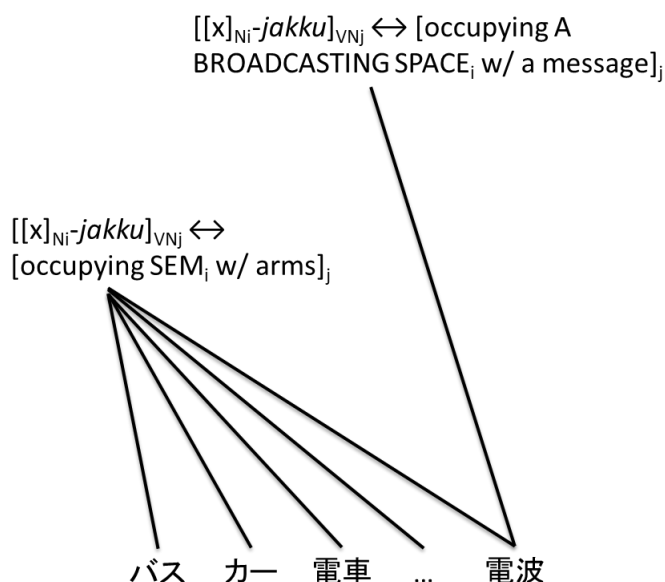 [[x]Ni-jakku]VNj ↔ [occupying A
BROADCASTING SPACEi w/ a message]j
[[x]Ni-jakku]VNj ↔
[occupying SEMi w/ arms]j
バス カー 電車 ... 電波